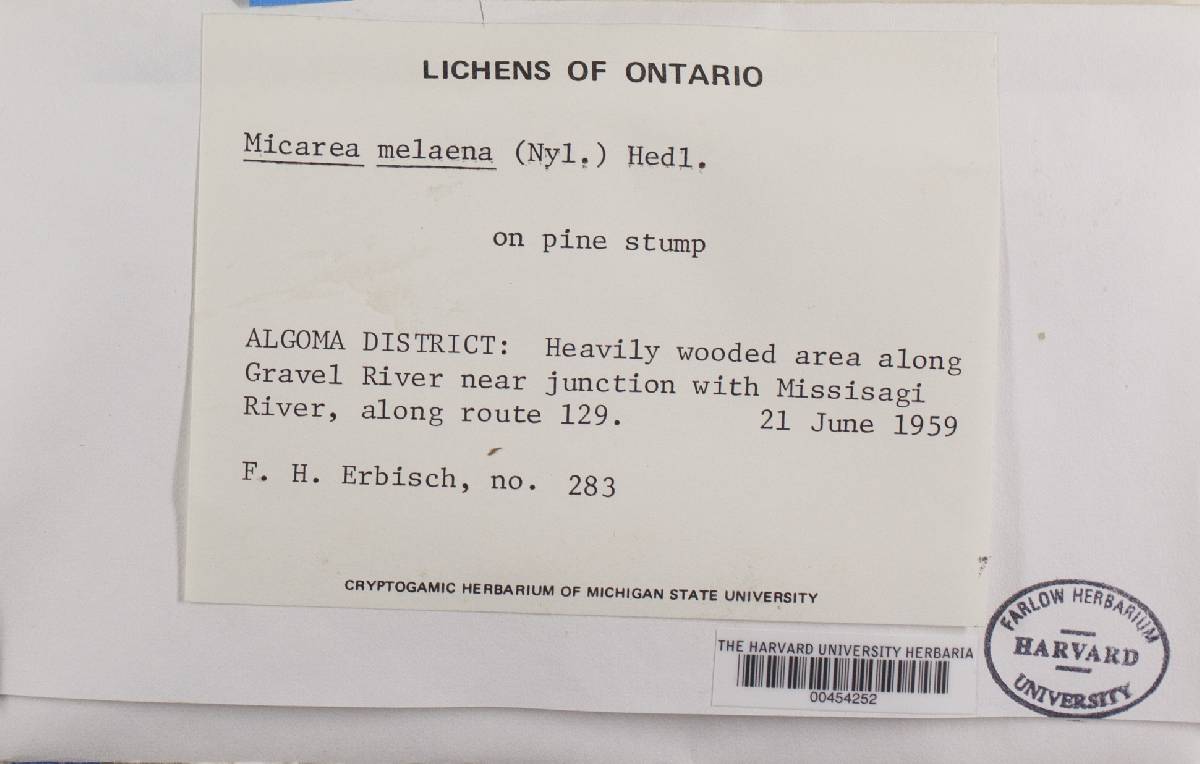 LICHENS OF ONTARIO
Micarea melaena (Nyl.) Hedl.
on pine stump
ALGOMA DISTRICT: Heavily wooded area along
Gravel River near junction with Missisagi
River, along route 129. 21 June 1959
F. H. Erbisch, no. 283
CRYPTOGAMIC HERBARIUM OF MICHIGAN STATE UNIVERSITY
THE HARVARD UNIVERSITY HERBARIA
00454252
FARLOW HERBARIUM
HARVARD
UNIVERSITY